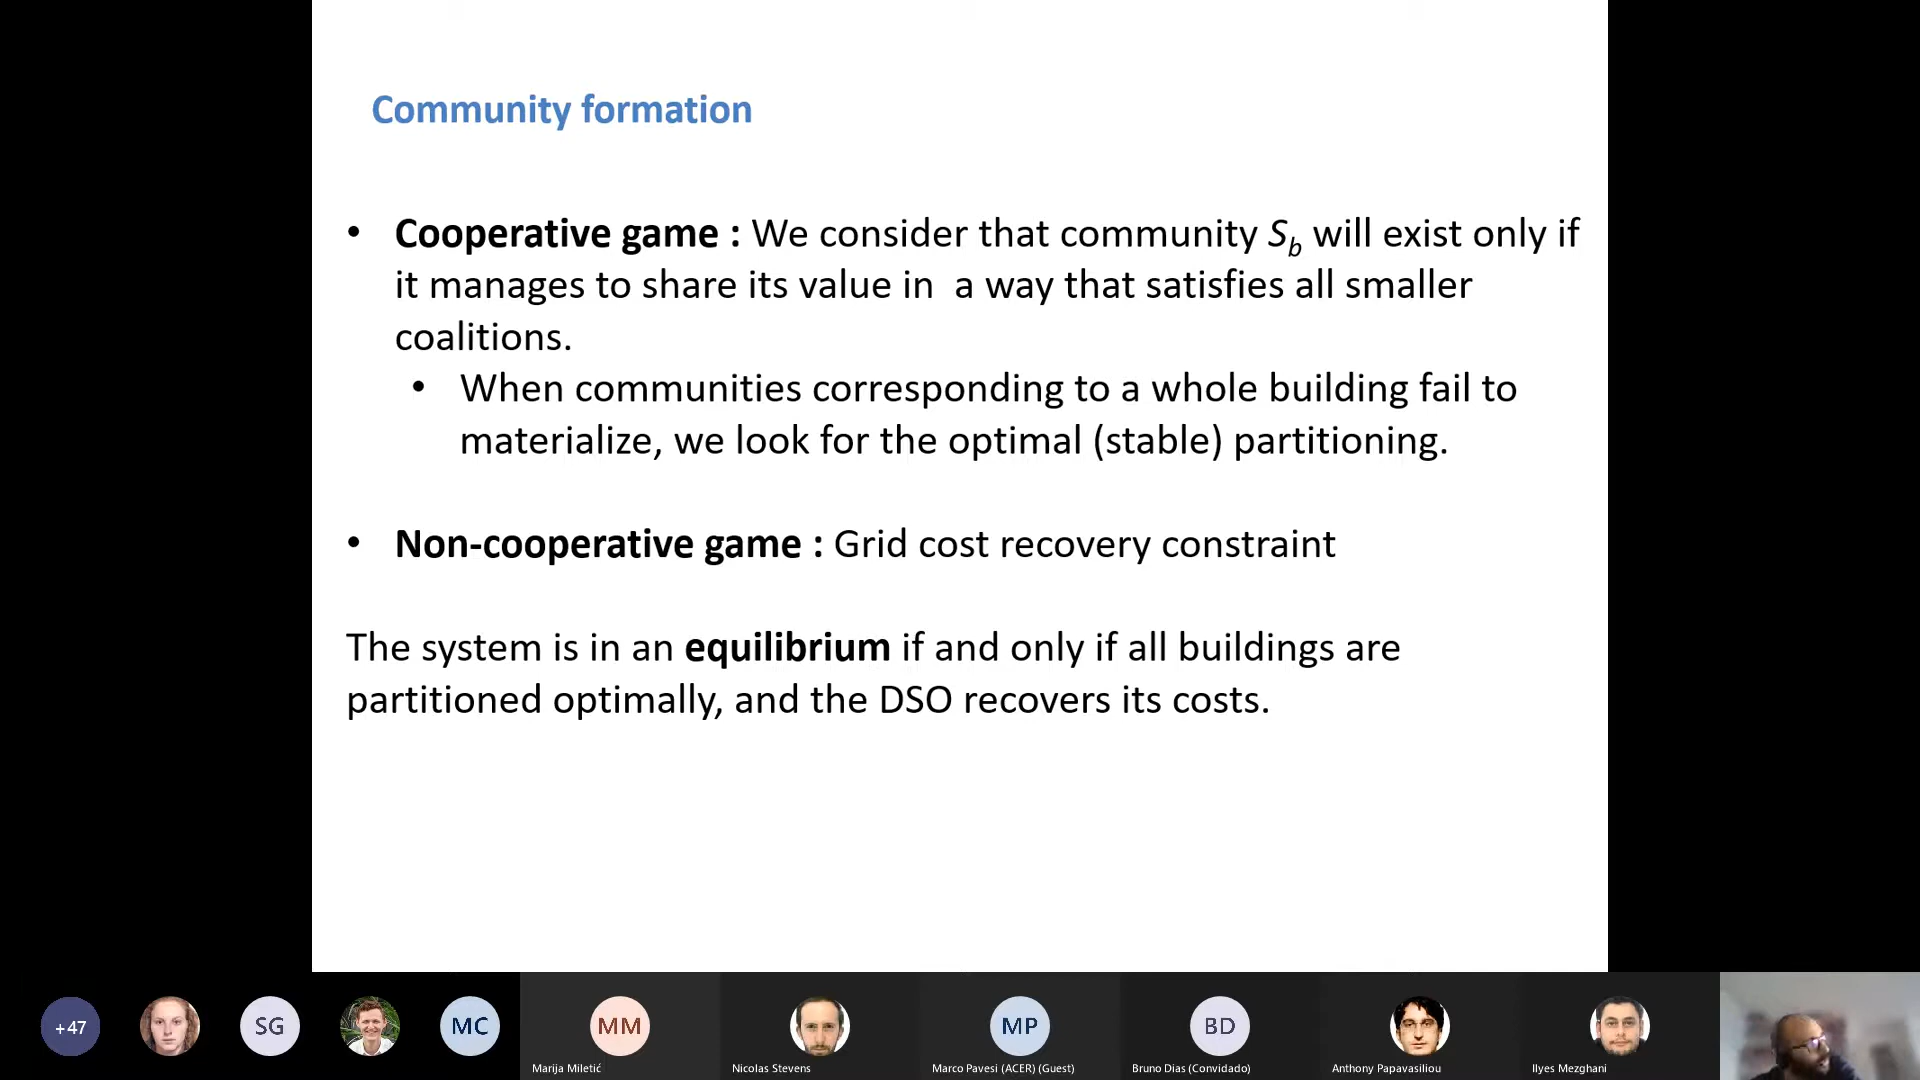 Community formation
• Cooperative game : We consider that community Sb will exist only if
it manages to share its value in a way that satisfies all smaller
coalitions.
• When communities corresponding to a whole building fail to
materialize, we look for the optimal (stable) partitioning.
• Non-cooperative game : Grid cost recovery constraint
The system is in an equilibrium if and only if all buildings are
partitioned optimally, and the DSO recovers its costs.
+47
SG
MC
MM
MP
BD
Marija Miletić
Nicolas Stevens
Marco Pavesi (ACER) (Guest)
Bruno Dias (Convidado)
Anthony Papavasiliou
Ilyes Mezghani